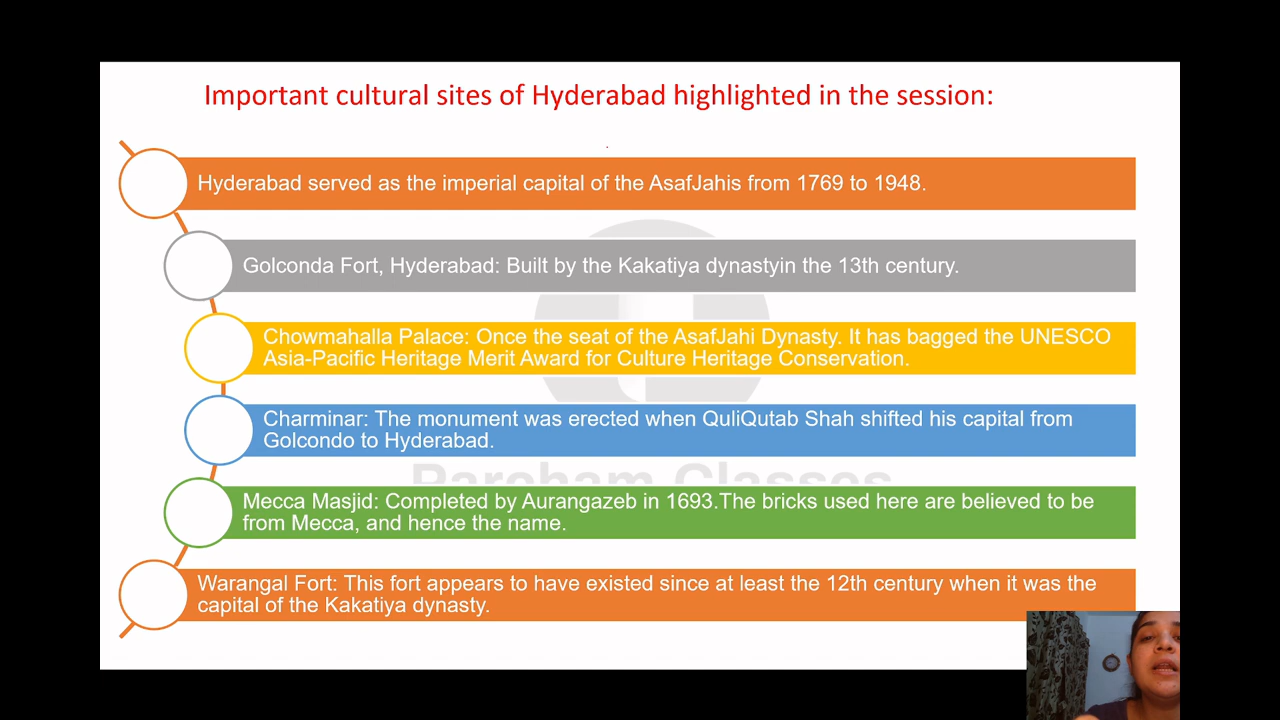 Important cultural sites of Hyderabad highlighted in the session:
Hyderabad served as the imperial capital of the AsafJahis from 1769 to 1948.
Golconda Fort, Hyderabad: Built by the Kakatiya dynastyin the 13th century.
Chowmahalla Palace: Once the seat of the AsafJahi Dynasty. It has bagged the UNESCO
Asia-Pacific Heritage Merit Award for Culture Heritage Conservation.
Charminar: The monument was erected when QuliQutab Shah shifted his capital from
Golcondo to Hyderabad.
Parcham Classes
Mecca Masjid: Completed by Aurangazeb in 1693.The bricks used here are believed to be
from Mecca, and hence the name.
Warangal Fort: This fort appears to have existed since at least the 12th century when it was the
capital of the Kakatiya dynasty.